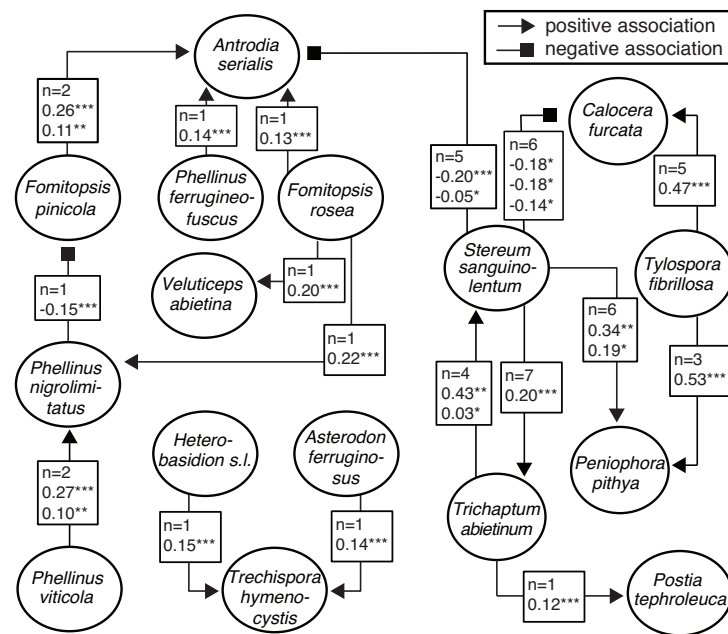 positive association
negative association
Antrodia
serialis
n=2
0.26***
0.11**
n=1
0.14***
n=1
0.13***
n=5
-0.20***
-0.05*
n=6
-0.18*
-0.18*
-0.14*
Calocera
furcata
n=5
0.47***
Fomitopsis
pinicola
Phellinus
ferrugineo-
fuscus
Fomitopsis
rosea
Stereum
sanguino-
lentum
Tylospora
fibrillosa
n=1
-0.15***
Veluticeps
abietina
n=1
0.20***
n=1
0.22***
n=6
0.34**
0.19*
n=3
0.53***
Phellinus
nigrolimi-
tatus
n=4
0.43**
0.03*
n=7
0.20***
Hetero-
basidion s.l.
Asterodon
ferrugino-
sus
Peniophora
pithya
n=2
0.27***
0.10**
n=1
0.15***
n=1
0.14***
Trichaptum
abietinum
Phellinus
viticola
Trechispora
hymeno-
cystis
n=1
0.12***
Postia
tephroleuca